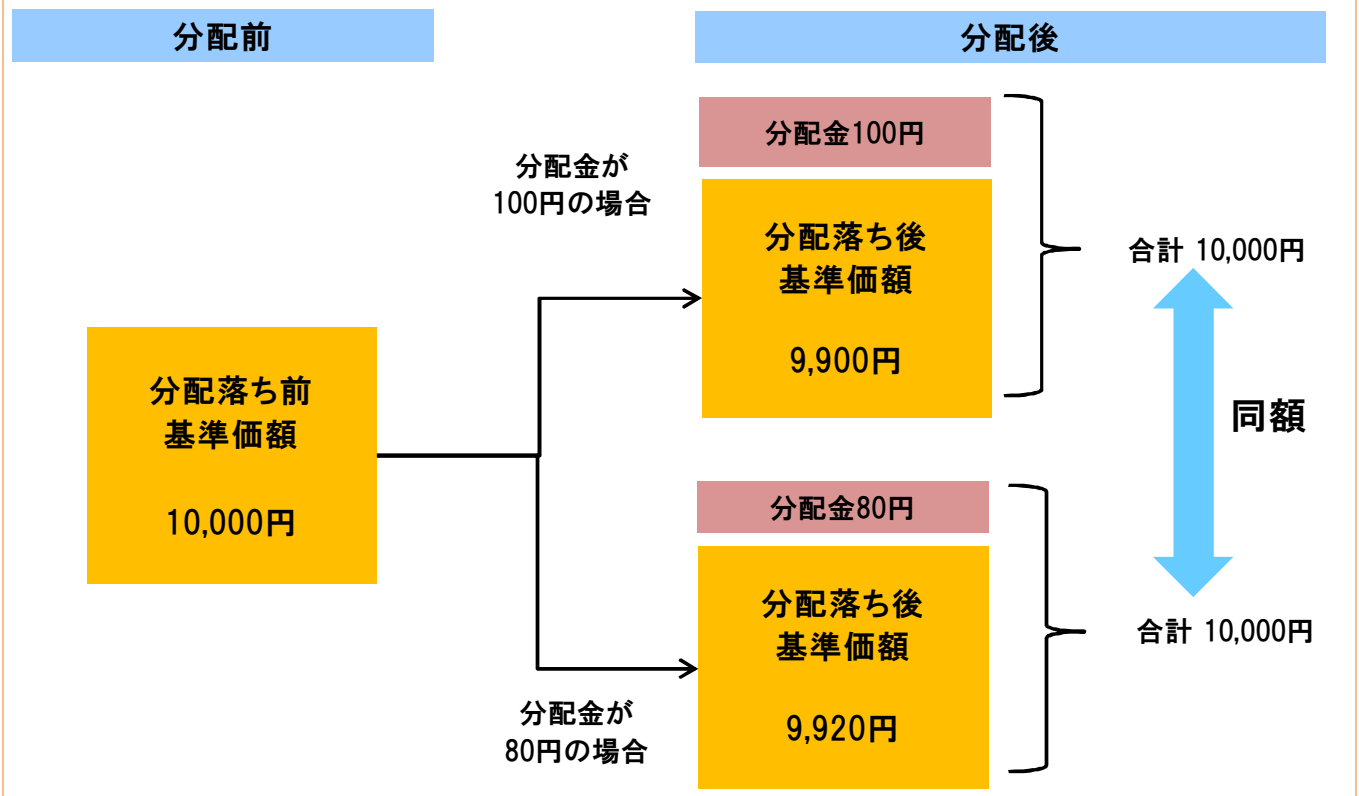 分配前
分配後
分配落ち前
基準価額
10,000円
分配金が
100円の場合
分配金100円
分配落ち後
基準価額
9,900円
合計 10,000円
同額
分配金が
80円の場合
分配金80円
分配落ち後
基準価額
9,920円
合計 10,000円